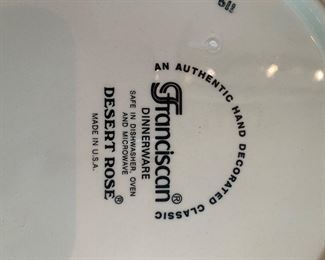 AN AUTHENTIC HAND DECORATED CLASSIC
Franciscan®
DINNERWARE
SAFE IN DISHWASHER, OVEN
AND MICROWAVE
DESERT ROSE®
MADE IN U.S.A.